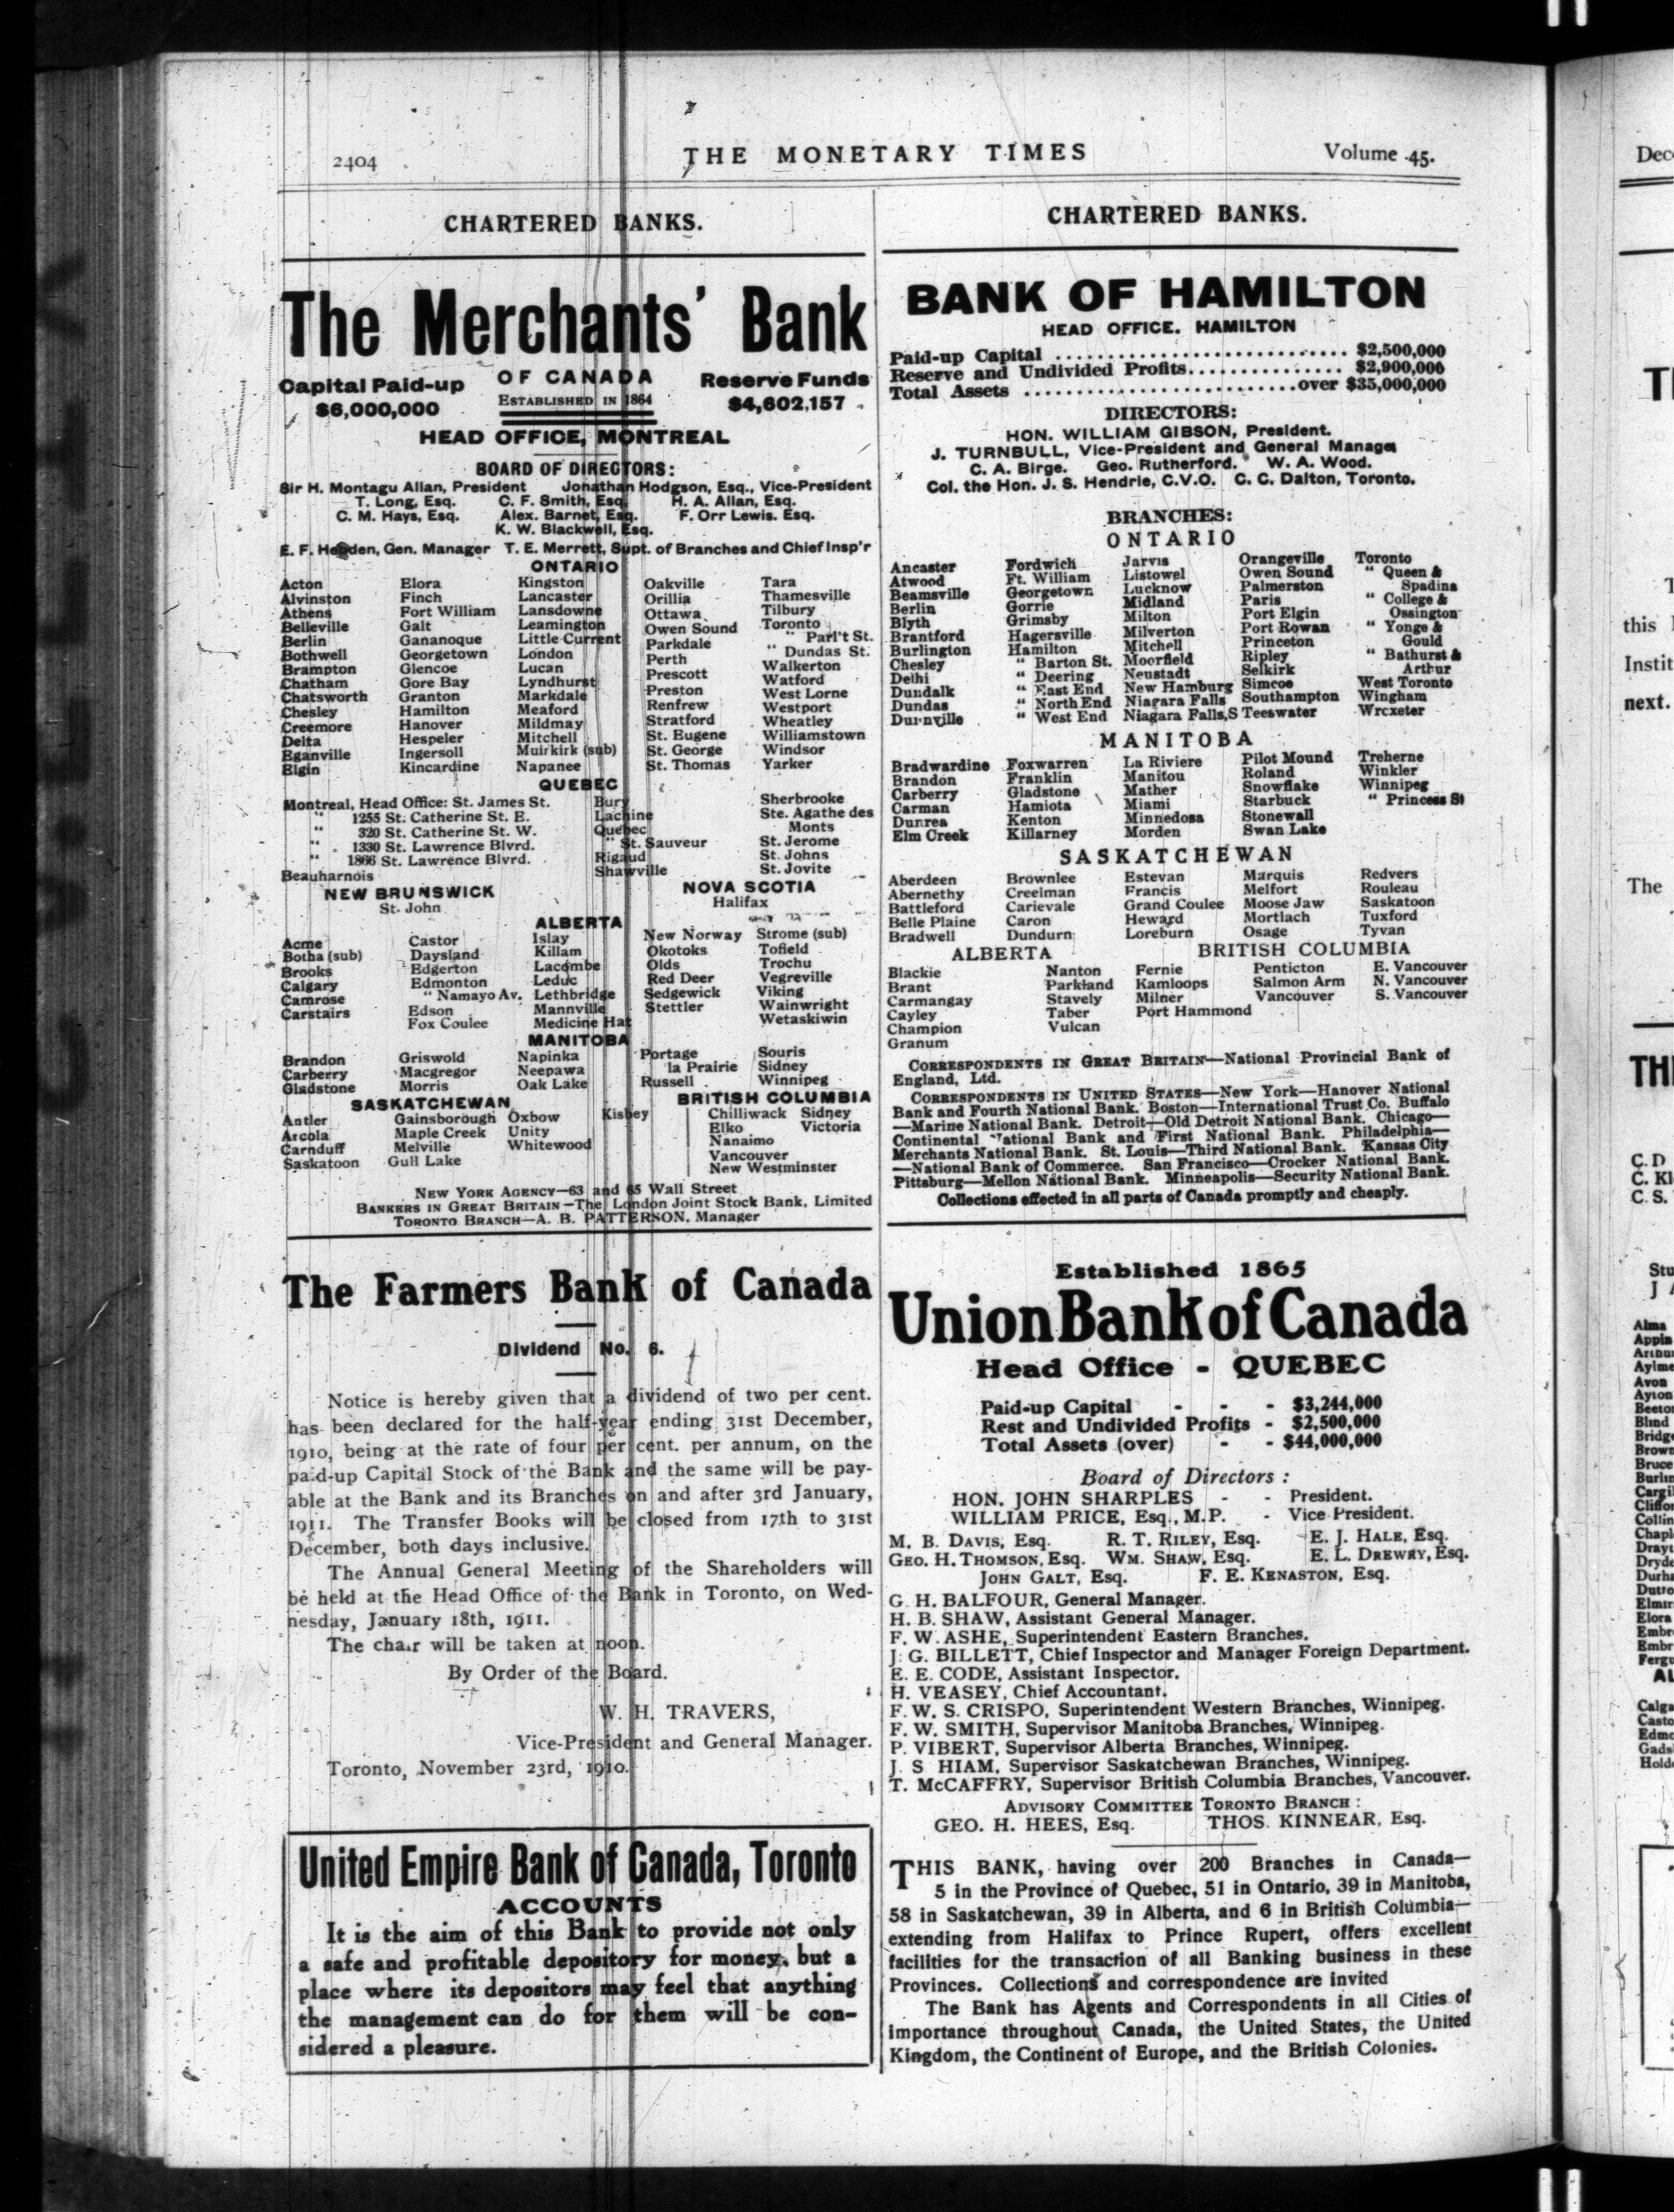 2404
THE MONETARY TIMES
Volume 45.
CHARTERED BANKS.
The Merchants' Bank
Capital Paid-up
$6,000,000
OF CANADA
ESTABLISHED IN 1864
Reserve Funds
$4,602,157
HEAD OFFICE, MONTREAL
BOARD OF DIRECTORS:
Sir H. Montagu Allan, President Jonathan Hodgson, Esq., Vice-President
T. Long, Esq. C. F. Smith, Esq. H. A. Allan, Esq.
C. M. Hays, Esq. Alex. Barnet, Esq. F. Orr Lewis. Esq.
K. W. Blackwell, Esq.
E. F. Hebden, Gen. Manager T. E. Merrett, Supt. of Branches and Chief Insp'r
ONTARIO
Acton Elora Kingston Oakville Tara
Alvinston Finch Lancaster Orillia Thamesville
Athens Fort William Lansdowne Ottawa Tilbury
Belleville Galt Leamington Owen Sound Toronto
Berlin Gananoque Little Current Parkdale " Parl't St.
Bothwell Georgetown London Perth " Dundas St.
Brampton Glencoe Lucan Prescott Walkerton
Chatham Gore Bay Lyndhurst Preston Watford
Chatsworth Granton Markdale Renfrew West Lorne
Chesley Hamilton Meaford Stratford Westport
Creemore Hanover Mildmay St. Eugene Wheatley
Delta Hespeler Mitchell St. George Williamstown
Eganville Ingersoll Muirkirk (sub) St. Thomas Windsor
Elgin Kincardine Napanee Yarker
QUEBEC
Montreal, Head Office: St. James St. Bury Sherbrooke
" 1255 St. Catherine St. E. Lachine Ste. Agathe des
" 320 St. Catherine St. W. Quebec Monts
" 1330 St. Lawrence Blvrd. " St. Sauveur St. Jerome
" 1866 St. Lawrence Blvrd. Rigaud St. Johns
Beauharnois Shawville St. Jovite
NEW BRUNSWICK
St. John
NOVA SCOTIA
Halifax
ALBERTA
Acme Castor Islay New Norway Strome (sub)
Botha (sub) Daysland Killam Okotoks Tofield
Brooks Edgerton Lacombe Olds Trochu
Calgary Edmonton Leduc Red Deer Vegreville
Camrose " Namayo Av. Lethbridge Sedgewick Viking
Carstairs Edson Mannville Stettler Wainwright
Fox Coulee Medicine Hat Wetaskiwin
MANITOBA
Brandon Griswold Napinka Portage Souris
Carberry Macgregor Neepawa la Prairie Sidney
Gladstone Morris Oak Lake Russell Winnipeg
SASKATCHEWAN
Antler Gainsborough Oxbow Kisbey
Arcola Maple Creek Unity
Carnduff Melville Whitewood
Saskatoon Gull Lake
BRITISH COLUMBIA
Chilliwack Sidney
Elko Victoria
Nanaimo
Vancouver
New Westminster
NEW YORK AGENCY—63 and 65 Wall Street
BANKERS IN GREAT BRITAIN—The London Joint Stock Bank, Limited
TORONTO BRANCH—A. B. PATTERSON, Manager
The Farmers Bank of Canada
Dividend No. 6.
Notice is hereby given that a dividend of two per cent.
has been declared for the half-year ending 31st December,
1910, being at the rate of four per cent. per annum, on the
paid-up Capital Stock of the Bank and the same will be pay-
able at the Bank and its Branches on and after 3rd January,
1911. The Transfer Books will be closed from 17th to 31st
December, both days inclusive.
The Annual General Meeting of the Shareholders will
be held at the Head Office of the Bank in Toronto, on Wed-
nesday, January 18th, 1911.
The chair will be taken at noon.
By Order of the Board.
W. H. TRAVERS,
Vice-President and General Manager.
Toronto, November 23rd, 1910.
United Empire Bank of Canada, Toronto
ACCOUNTS
It is the aim of this Bank to provide not only
a safe and profitable depository for money, but a
place where its depositors may feel that anything
the management can do for them will be con-
sidered a pleasure.
CHARTERED BANKS.
BANK OF HAMILTON
HEAD OFFICE. HAMILTON
Paid-up Capital ........................... $2,500,000
Reserve and Undivided Profits............... $2,900,000
Total Assets .........................over $35,000,000
DIRECTORS:
HON. WILLIAM GIBSON, President.
J. TURNBULL, Vice-President and General Manager
C. A. Birge. Geo. Rutherford. W. A. Wood.
Col. the Hon. J. S. Hendrie, C.V.O. C. C. Dalton, Toronto.
BRANCHES:
ONTARIO
Ancaster Fordwich Jarvis Orangeville Toronto
Atwood Ft. William Listowel Owen Sound " Queen &
Beamsville Georgetown Lucknow Palmerston Spadina
Berlin Gorrie Midland Paris " College &
Blyth Grimsby Milton Port Elgin Ossington
Brantford Hagersville Milverton Port Rowan " Yonge &
Burlington Hamilton Mitchell Princeton Gould
Chesley " Barton St. Moorfield Ripley " Bathurst &
Delhi " Deering Neustadt Selkirk Arthur
Dundalk " East End New Hamburg Simcoe West Toronto
Dundas " North End Niagara Falls Southampton Wingham
Dunnville " West End Niagara Falls,S Teeswater Wroxeter
MANITOBA
Bradwardine Foxwarren La Riviere Pilot Mound Treherne
Brandon Franklin Manitou Roland Winkler
Carberry Gladstone Mather Snowflake Winnipeg
Carman Hamiota Miami Starbuck " Princess St
Dunrea Kenton Minnedosa Stonewall
Elm Creek Killarney Morden Swan Lake
SASKATCHEWAN
Aberdeen Brownlee Estevan Marquis Redvers
Abernethy Creelman Francis Melfort Rouleau
Battleford Carievale Grand Coulee Moose Jaw Saskatoon
Belle Plaine Caron Heward Mortlach Tuxford
Bradwell Dundurn Loreburn Osage Tyvan
ALBERTA
Blackie Nanton
Brant Parkland
Carmangay Stavely
Cayley Taber
Champion Vulcan
Granum
BRITISH COLUMBIA
Fernie Penticton E. Vancouver
Kamloops Salmon Arm N. Vancouver
Milner Vancouver S. Vancouver
Port Hammond
CORRESPONDENTS IN GREAT BRITAIN—National Provincial Bank of
England, Ltd.
CORRESPONDENTS IN UNITED STATES—New York—Hanover National
Bank and Fourth National Bank. Boston—International Trust Co. Buffalo
—Marine National Bank. Detroit—Old Detroit National Bank. Chicago—
Continental National Bank and First National Bank. Philadelphia—
Merchants National Bank. St. Louis—Third National Bank. Kansas City
—National Bank of Commerce. San Francisco—Crocker National Bank.
Pittsburg—Mellon National Bank. Minneapolis—Security National Bank.
Collections effected in all parts of Canada promptly and cheaply.
Established 1865
Union Bank of Canada
Head Office - QUEBEC
Paid-up Capital - - - $3,244,000
Rest and Undivided Profits - $2,500,000
Total Assets (over) - - $44,000,000
Board of Directors :
HON. JOHN SHARPLES - - President.
WILLIAM PRICE, Esq., M.P. - Vice President.
M. B. DAVIS, Esq. R. T. RILEY, Esq. E. J. HALE, Esq.
GEO. H. THOMSON, Esq. WM. SHAW, Esq. E. L. DREWRY, Esq.
JOHN GALT, Esq. F. E. KENASTON, Esq.
G. H. BALFOUR, General Manager.
H. B. SHAW, Assistant General Manager.
F. W. ASHE, Superintendent Eastern Branches.
J. G. BILLETT, Chief Inspector and Manager Foreign Department.
E. E. CODE, Assistant Inspector.
H. VEASEY, Chief Accountant.
F. W. S. CRISPO, Superintendent Western Branches, Winnipeg.
F. W. SMITH, Supervisor Manitoba Branches, Winnipeg.
P. VIBERT, Supervisor Alberta Branches, Winnipeg.
J. S HIAM, Supervisor Saskatchewan Branches, Winnipeg.
T. McCAFFRY, Supervisor British Columbia Branches, Vancouver.
ADVISORY COMMITTEE TORONTO BRANCH :
GEO. H. HEES, Esq. THOS. KINNEAR, Esq.
THIS BANK, having over 200 Branches in Canada—
5 in the Province of Quebec, 51 in Ontario, 39 in Manitoba,
58 in Saskatchewan, 39 in Alberta, and 6 in British Columbia—
extending from Halifax to Prince Rupert, offers excellent
facilities for the transaction of all Banking business in these
Provinces. Collections and correspondence are invited
The Bank has Agents and Correspondents in all Cities of
importance throughout Canada, the United States, the United
Kingdom, the Continent of Europe, and the British Colonies.